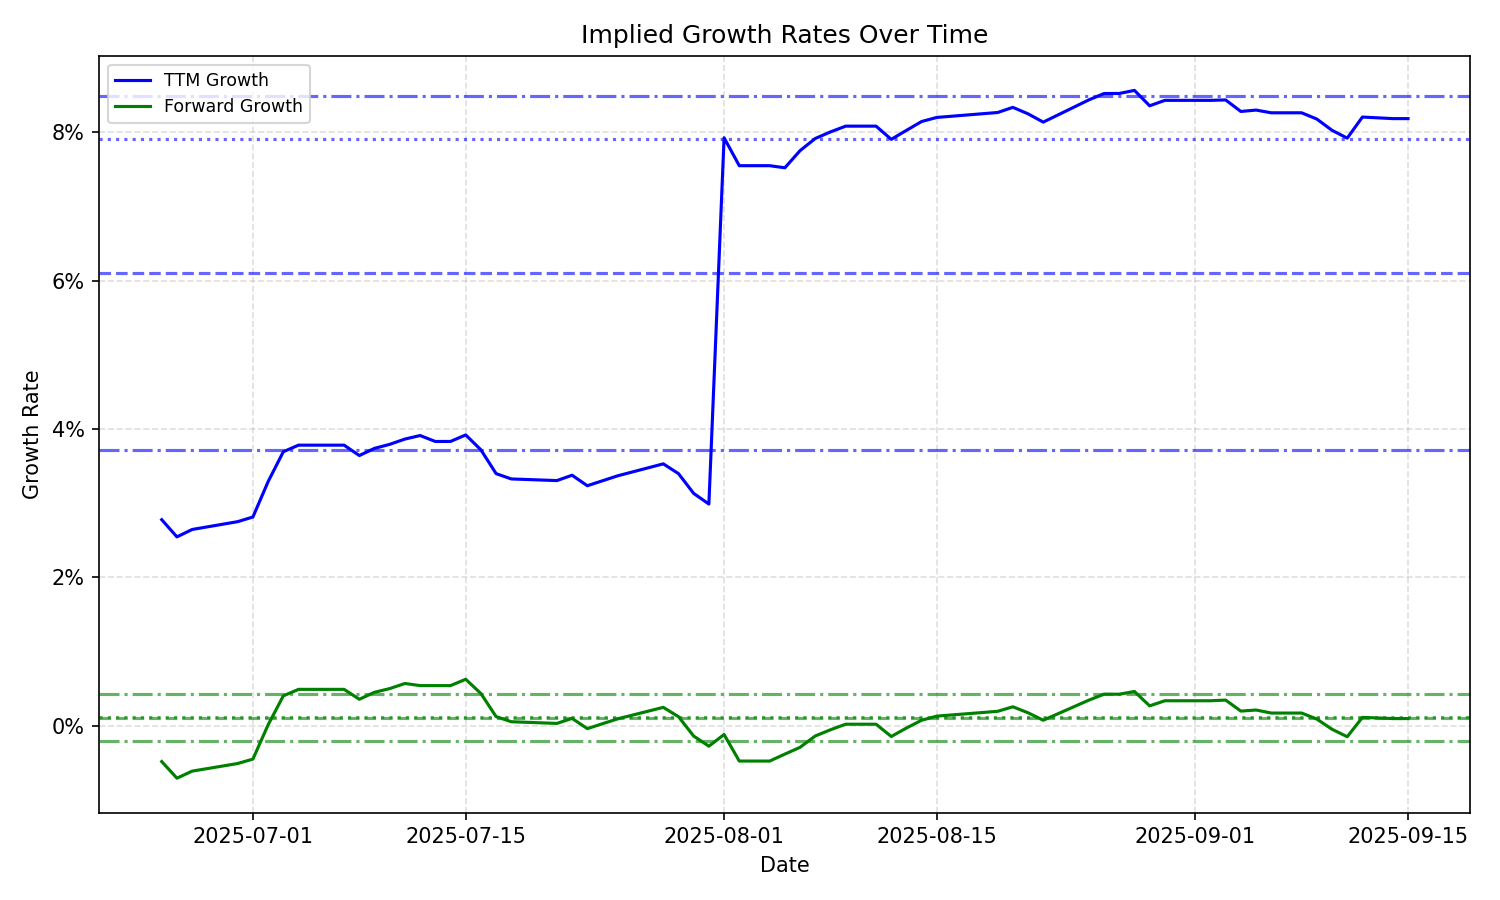 Implied Growth Rates Over Time
TTM Growth
Forward Growth
8%
6%
4%
2%
0%
Growth Rate
2025-07-01
2025-07-15
2025-08-01
2025-08-15
2025-09-01
2025-09-15
Date